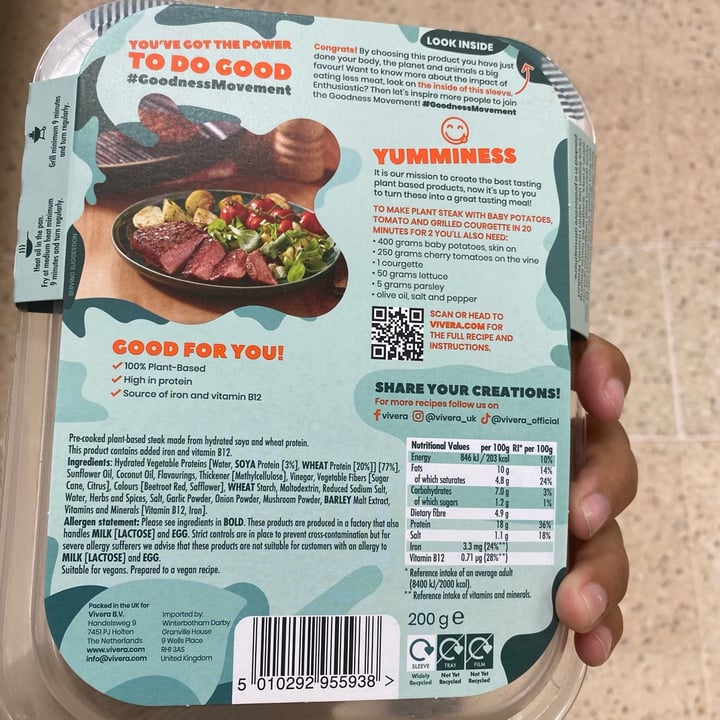 YOU'VE GOT THE POWER
TO DO GOOD
#GoodnessMovement
LOOK INSIDE
Congrats! By choosing this product you have just
done your body, the planet and animals a big
favour! Want to know more about the impact of
eating less meat, look on the inside of this sleeve.
Enthusiastic? Then let's inspire more people to join
the Goodness Movement! #GoodnessMovement
Grill minimum 9 minutes
and turn regularly.
Heat oil in the pan.
Fry at medium heat minimum
9 minutes and turn regularly.
SERVING SUGGESTION
YUMMINESS
It is our mission to create the best tasting
plant based products, now it's up to you
to turn these into a great tasting meal!
TO MAKE PLANT STEAK WITH BABY POTATOES,
TOMATO AND GRILLED COURGETTE IN 20
MINUTES FOR 2 YOU'LL ALSO NEED:
• 400 grams baby potatoes, skin on
• 250 grams cherry tomatoes on the vine
• 1 courgette
• 50 grams lettuce
• 5 grams parsley
• olive oil, salt and pepper
SCAN OR HEAD TO
VIVERA.COM FOR
THE FULL RECIPE AND
INSTRUCTIONS.
GOOD FOR YOU!
✓ 100% Plant-Based
✓ High in protein
✓ Source of iron and vitamin B12
SHARE YOUR CREATIONS!
For more recipes follow us on
f vivera @vivera_uk @vivera_official
Pre-cooked plant-based steak made from hydrated soya and wheat protein.
This product contains added iron and vitamin B12.
Ingredients: Hydrated Vegetable Proteins [Water, SOYA Protein [3%], WHEAT Protein [20%]] [77%],
Sunflower Oil, Coconut Oil, Flavourings, Thickener [Methylcellulose], Vinegar, Vegetable Fibers [Sugar
Cane, Citrus], Colours [Beetroot Red, Safflower], WHEAT Starch, Maltodextrin, Reduced Sodium Salt,
Water, Herbs and Spices, Salt, Garlic Powder, Onion Powder, Mushroom Powder, BARLEY Malt Extract,
Vitamins and Minerals [Vitamin B12, Iron].
Allergen statement: Please see ingredients in BOLD. These products are produced in a factory that also
handles MILK [LACTOSE] and EGG. Strict controls are in place to prevent cross-contamination but for
severe allergy sufferers we advise that these products are not suitable for customers with an allergy to
MILK [LACTOSE] and EGG.
Suitable for vegans. Prepared to a vegan recipe.
Nutritional Values per 100g RI* per 100g
Energy 846 kJ / 203 kcal 10%
Fats 10 g 14%
of which saturates 4.8 g 24%
Carbohydrates 7.0 g 3%
of which sugars 1.2 g 1%
Dietary fibre 4.9 g
Protein 18 g 36%
Salt 1.1 g 18%
Iron 3.3 mg (24%**)
Vitamin B12 0.71 µg (28%**)
* Reference intake of an average adult
(8400 kJ/2000 kcal).
** Reference intake of vitamins and minerals.
200 g e
Packed in the UK for
Vivera B.V.
Handelsweg 9
7451 PJ Holten
The Netherlands
www.vivera.com
info@vivera.com
Imported by:
Winterbotham Darby
Granville House
9 Wells Place
RH1 3AS
United Kingdom
5 010292 955938 >
SLEEVE
Widely
Recycled
TRAY
Not Yet
Recycled
FILM
Not Yet
Recycled